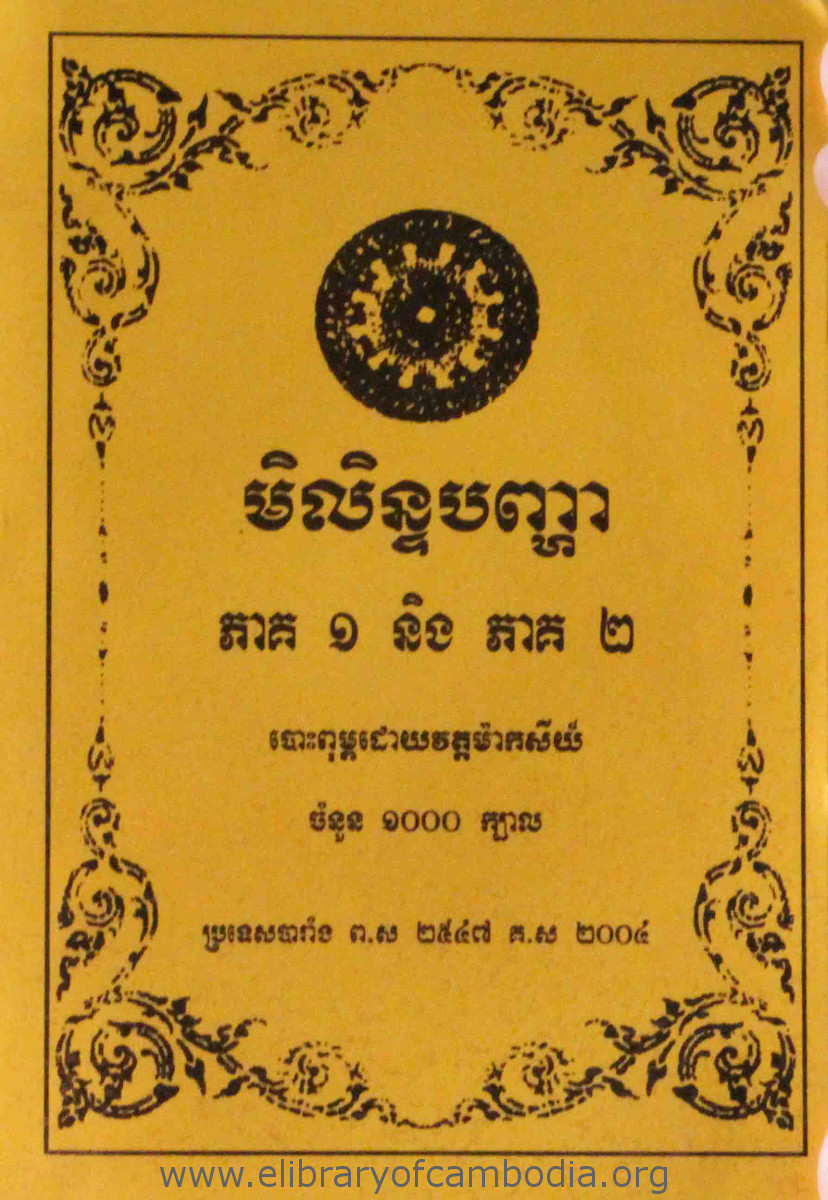 មិលិន្ទបញ្ហា
ភាគ ១ និង ភាគ ២
បោះពុម្ពដោយវត្តម៉ាកសីយ៍
ចំនួន ១០០០ ក្បាល
ប្រទេសបារាំង ព.ស ២៥៤៧ គ.ស ២០០៤
www.elibraryofcambodia.org